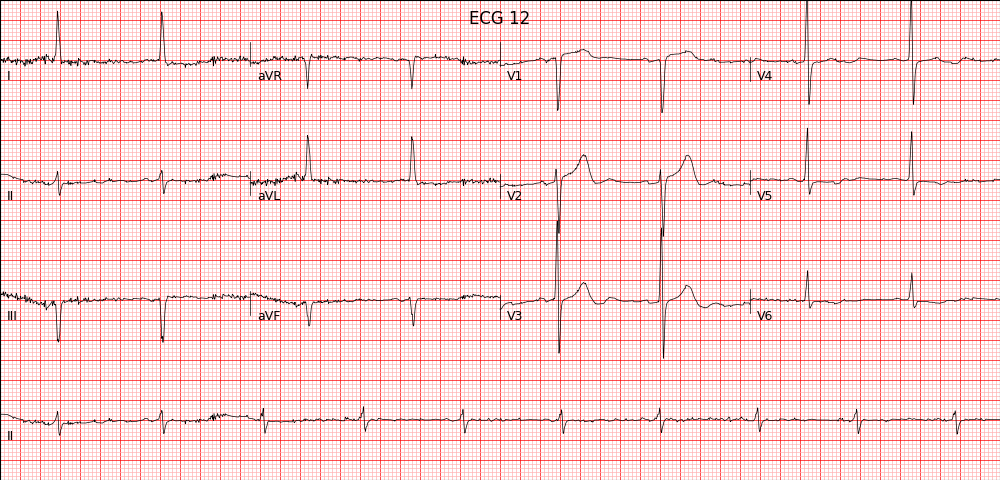 ECG 12
I aVR V1 V4
II aVL V2 V5
III aVF V3 V6
II